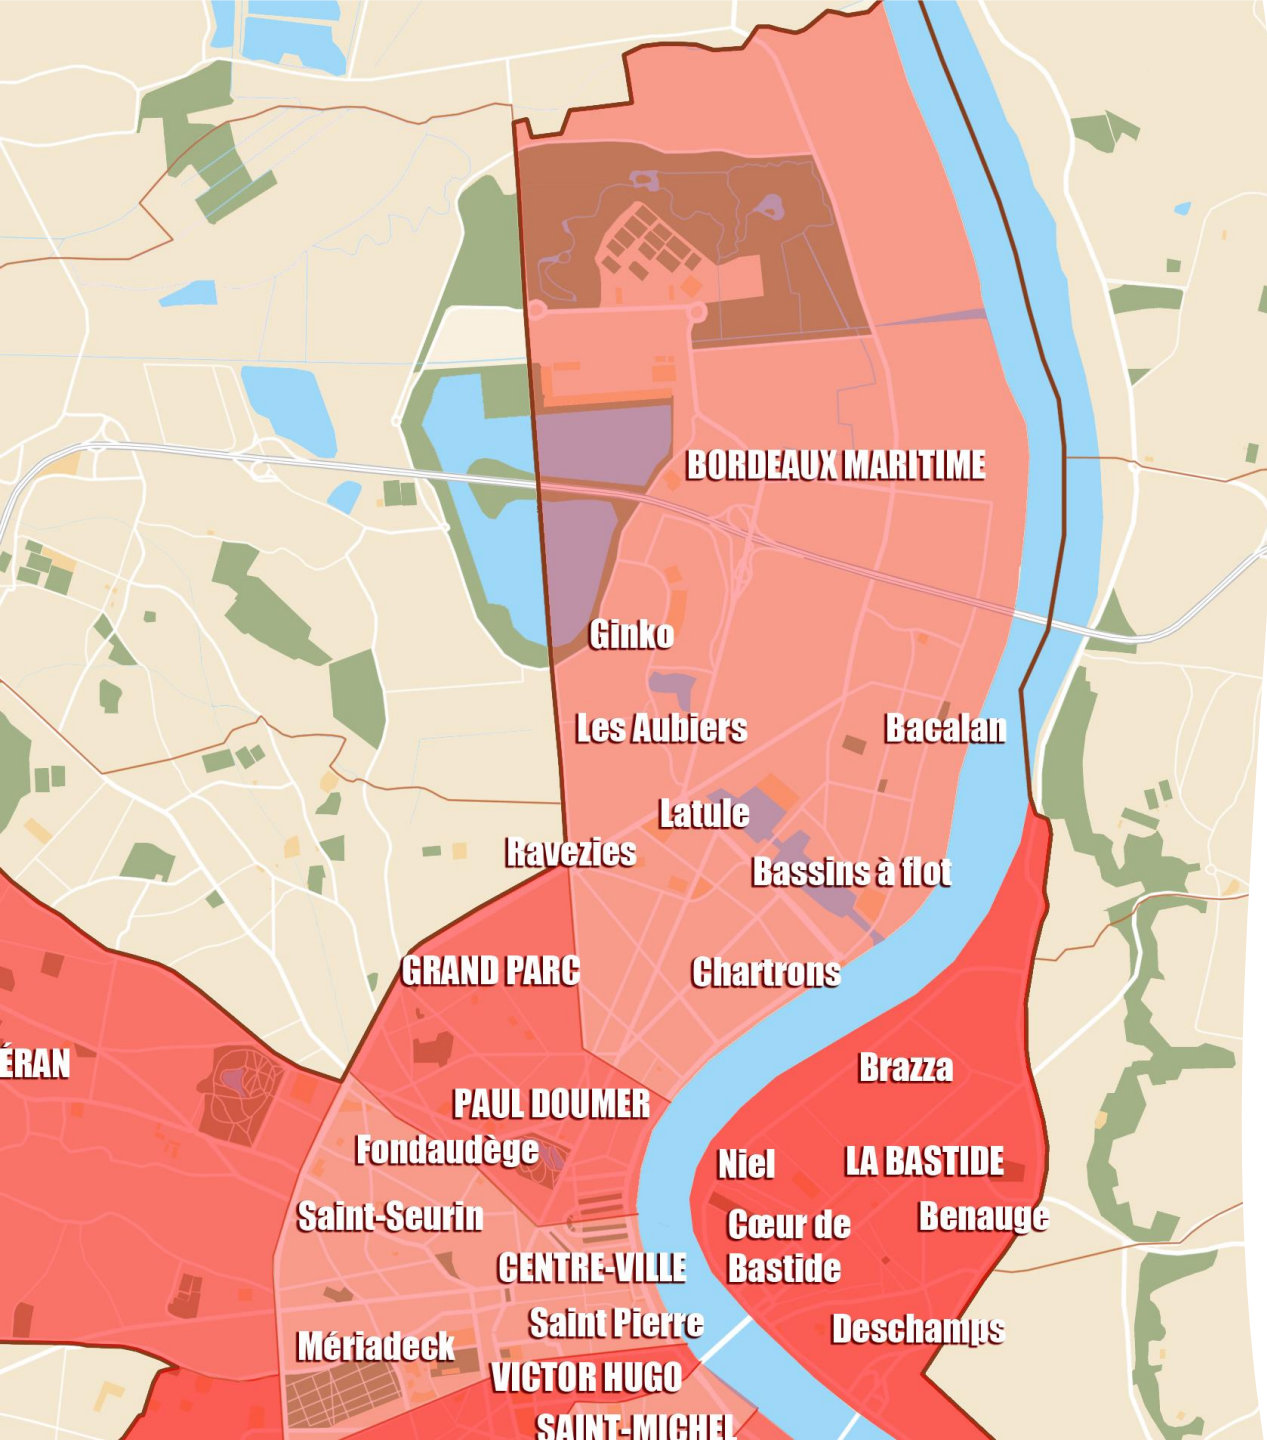 BORDEAUX MARITIME
Ginko
Les Aubiers
Bacalan
Latule
Ravezies
Bassins à flot
GRAND PARC
Chartrons
ÉRAN
Brazza
PAUL DOUMER
Fondaudège
Niel
LA BASTIDE
Saint-Seurin
Cœur de
Bastide
Benauge
CENTRE-VILLE
Saint Pierre
Deschamps
Mériadeck
VICTOR HUGO
SAINT-MICHEL